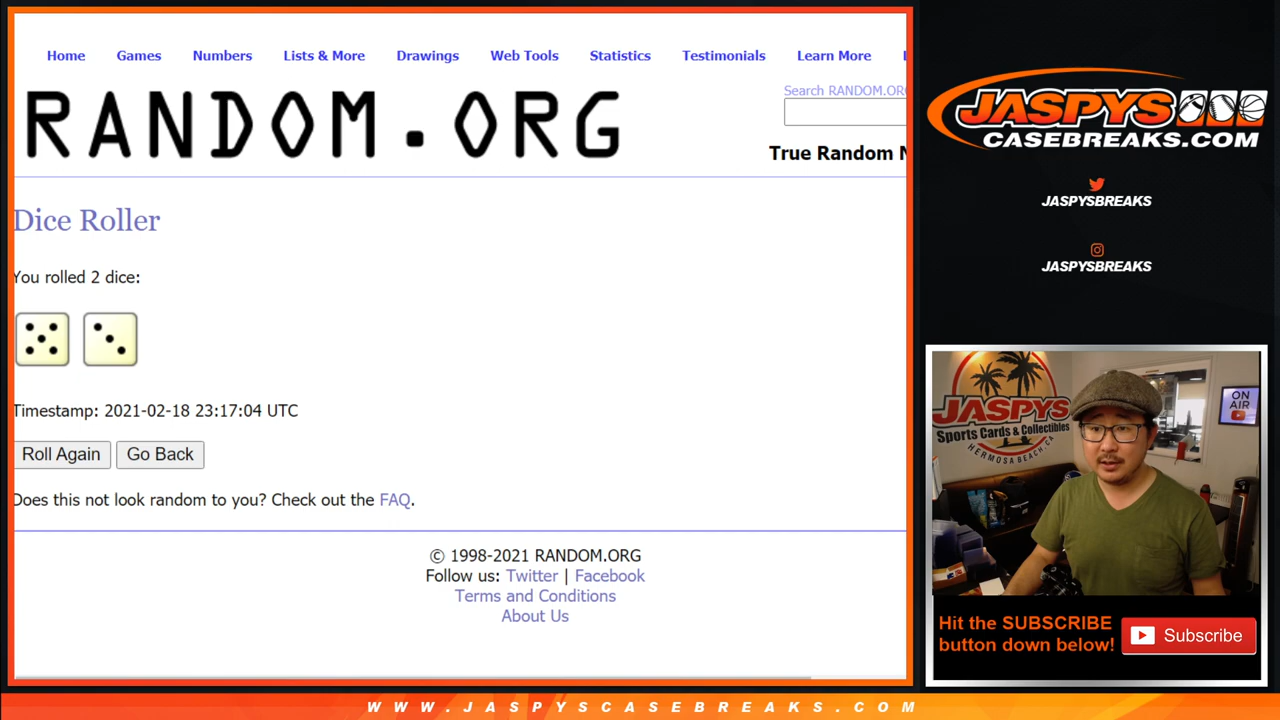 Home Games Numbers Lists & More Drawings Web Tools Statistics Testimonials Learn More
RANDOM.ORG
Search RANDOM.ORG
True Random N
Dice Roller
You rolled 2 dice:
Timestamp: 2021-02-18 23:17:04 UTC
Roll Again Go Back
Does this not look random to you? Check out the FAQ.
© 1998-2021 RANDOM.ORG
Follow us: Twitter | Facebook
Terms and Conditions
About Us
JASPYS
CASEBREAKS.COM
JASPYSBREAKS
JASPYSBREAKS
JASPYS
Sports Cards & Collectibles
HERMOSA BEACH, CA
ON
AIR
Hit the SUBSCRIBE
button down below!
Subscribe
WWW.JASPYSCASEBREAKS.COM